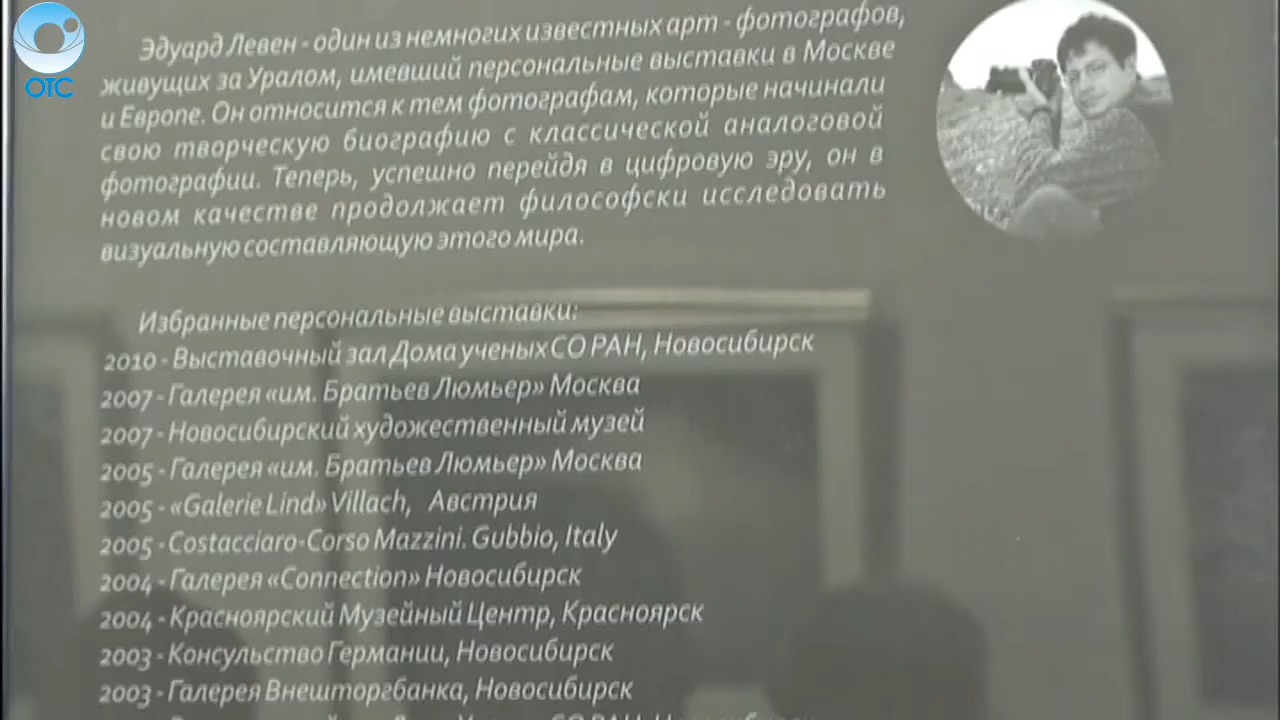 ОТС
Эдуард Левен - один из немногих известных арт - фотографов,
живущих за Уралом, имевший персональные выставки в Москве
и Европе. Он относится к тем фотографам, которые начинали
свою творческую биографию с классической аналоговой
фотографии. Теперь, успешно перейдя в цифровую эру, он в
новом качестве продолжает философски исследовать
визуальную составляющую этого мира.
Избранные персональные выставки:
2010 - Выставочный зал Дома ученых СО РАН, Новосибирск
2007 - Галерея «им. Братьев Люмьер» Москва
2007 - Новосибирский художественный музей
2005 - Галерея «им. Братьев Люмьер» Москва
2005 - «Galerie Lind» Villach, Австрия
2005 - Costacciaro-Corso Mazzini. Gubbio, Italy
2004 - Галерея «Connection» Новосибирск
2004 - Красноярский Музейный Центр, Красноярск
2003 - Консульство Германии, Новосибирск
2003 - Галерея Внешторгбанка, Новосибирск